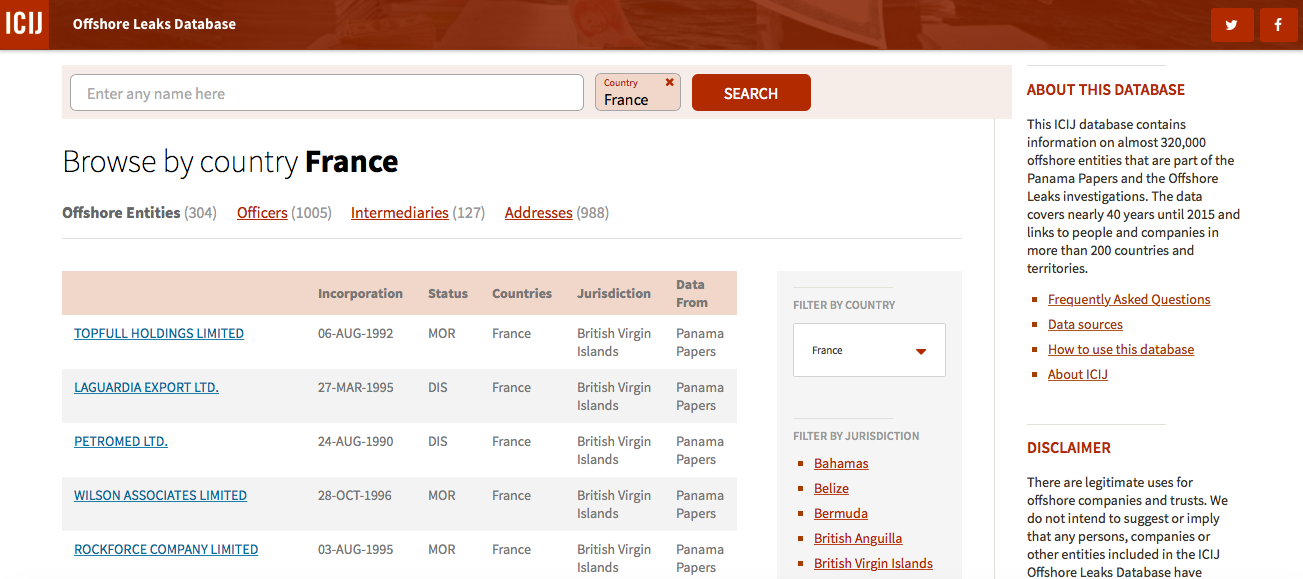 ICIJ
Offshore Leaks Database
Enter any name here
Country
France
SEARCH
Browse by country France
Offshore Entities (304) Officers (1005) Intermediaries (127) Addresses (988)
Incorporation Status Countries Jurisdiction Data From
TOPFULL HOLDINGS LIMITED 06-AUG-1992 MOR France British Virgin Islands Panama Papers
LAGUARDIA EXPORT LTD. 27-MAR-1995 DIS France British Virgin Islands Panama Papers
PETROMED LTD. 24-AUG-1990 DIS France British Virgin Islands Panama Papers
WILSON ASSOCIATES LIMITED 28-OCT-1996 MOR France British Virgin Islands Panama Papers
ROCKFORCE COMPANY LIMITED 03-AUG-1995 MOR France British Virgin Islands Panama Papers
FILTER BY COUNTRY
France
FILTER BY JURISDICTION
Bahamas
Belize
Bermuda
British Anguilla
British Virgin Islands
ABOUT THIS DATABASE
This ICIJ database contains
information on almost 320,000
offshore entities that are part of the
Panama Papers and the Offshore
Leaks investigations. The data
covers nearly 40 years until 2015 and
links to people and companies in
more than 200 countries and
territories.
Frequently Asked Questions
Data sources
How to use this database
About ICIJ
DISCLAIMER
There are legitimate uses for
offshore companies and trusts. We
do not intend to suggest or imply
that any persons, companies or
other entities included in the ICIJ
Offshore Leaks Database have